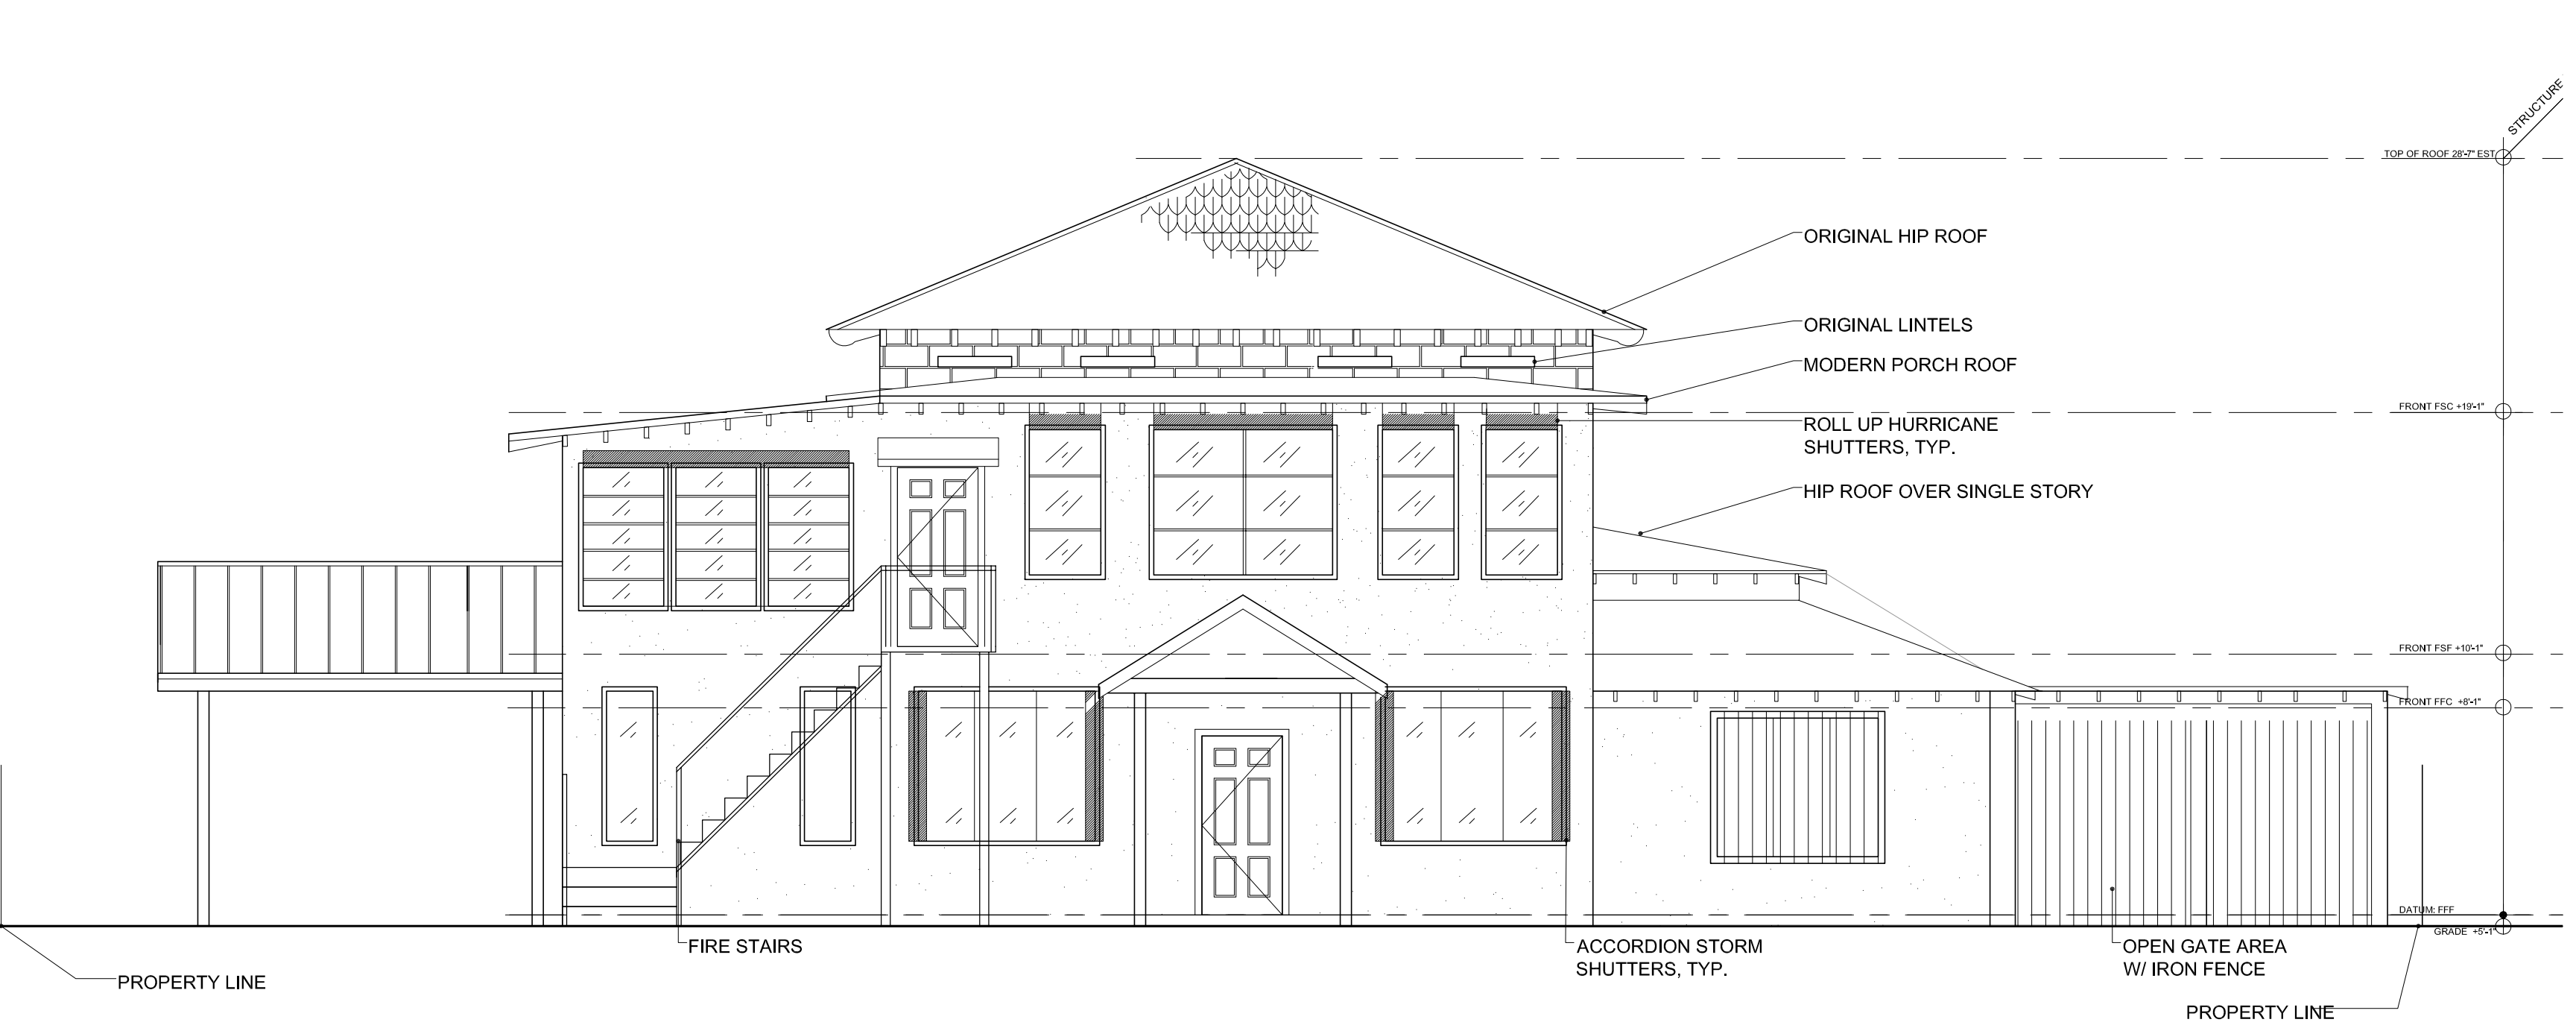 STRUCTURE
TOP OF ROOF 28'-7" EST
ORIGINAL HIP ROOF
ORIGINAL LINTELS
MODERN PORCH ROOF
FRONT FSC +19'-1"
ROLL UP HURRICANE
SHUTTERS, TYP.
HIP ROOF OVER SINGLE STORY
FRONT FSF +10'-1"
FRONT FFC +8'-1"
DATUM: FFF
GRADE +5'-1"
FIRE STAIRS
ACCORDION STORM
SHUTTERS, TYP.
OPEN GATE AREA
W/ IRON FENCE
PROPERTY LINE
PROPERTY LINE